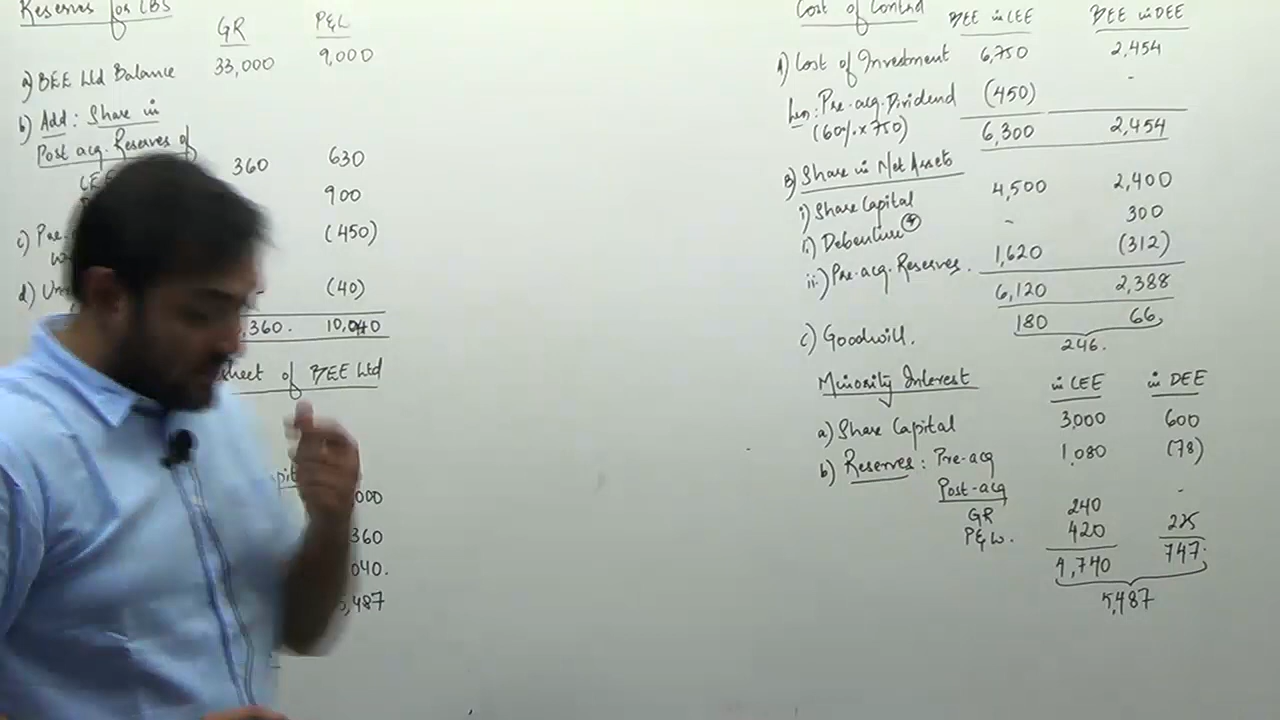 Reserves for CBS
GR P&L
a) BEE Ltd Balance 33,000 9,000
b) Add: Share in
Post acq. Reserves of
360 630
900
c) (450)
d) (40)
,360. 10,040
sheet of BEE Ltd
000
360
040.
,487
Cost of Control BEE in CEE BEE in DEE
A) Cost of Investment 6,750 2,454
Less: Pre-acq. Dividend (450) -
(60% x 750)
6,300 2,454
B) Share in Net Assets
i) Share Capital 4,500 2,400
ii) Debenture - 300
iii) Pre-acq. Reserves. 1,620 (312)
6,120 2,388
c) Goodwill. 180 66
246.
Minority Interest in CEE in DEE
a) Share Capital 3,000 600
b) Reserves: Pre-acq 1,080 (78)
Post-acq -
GR 240
P&L. 420 225
4,740 747.
5,487